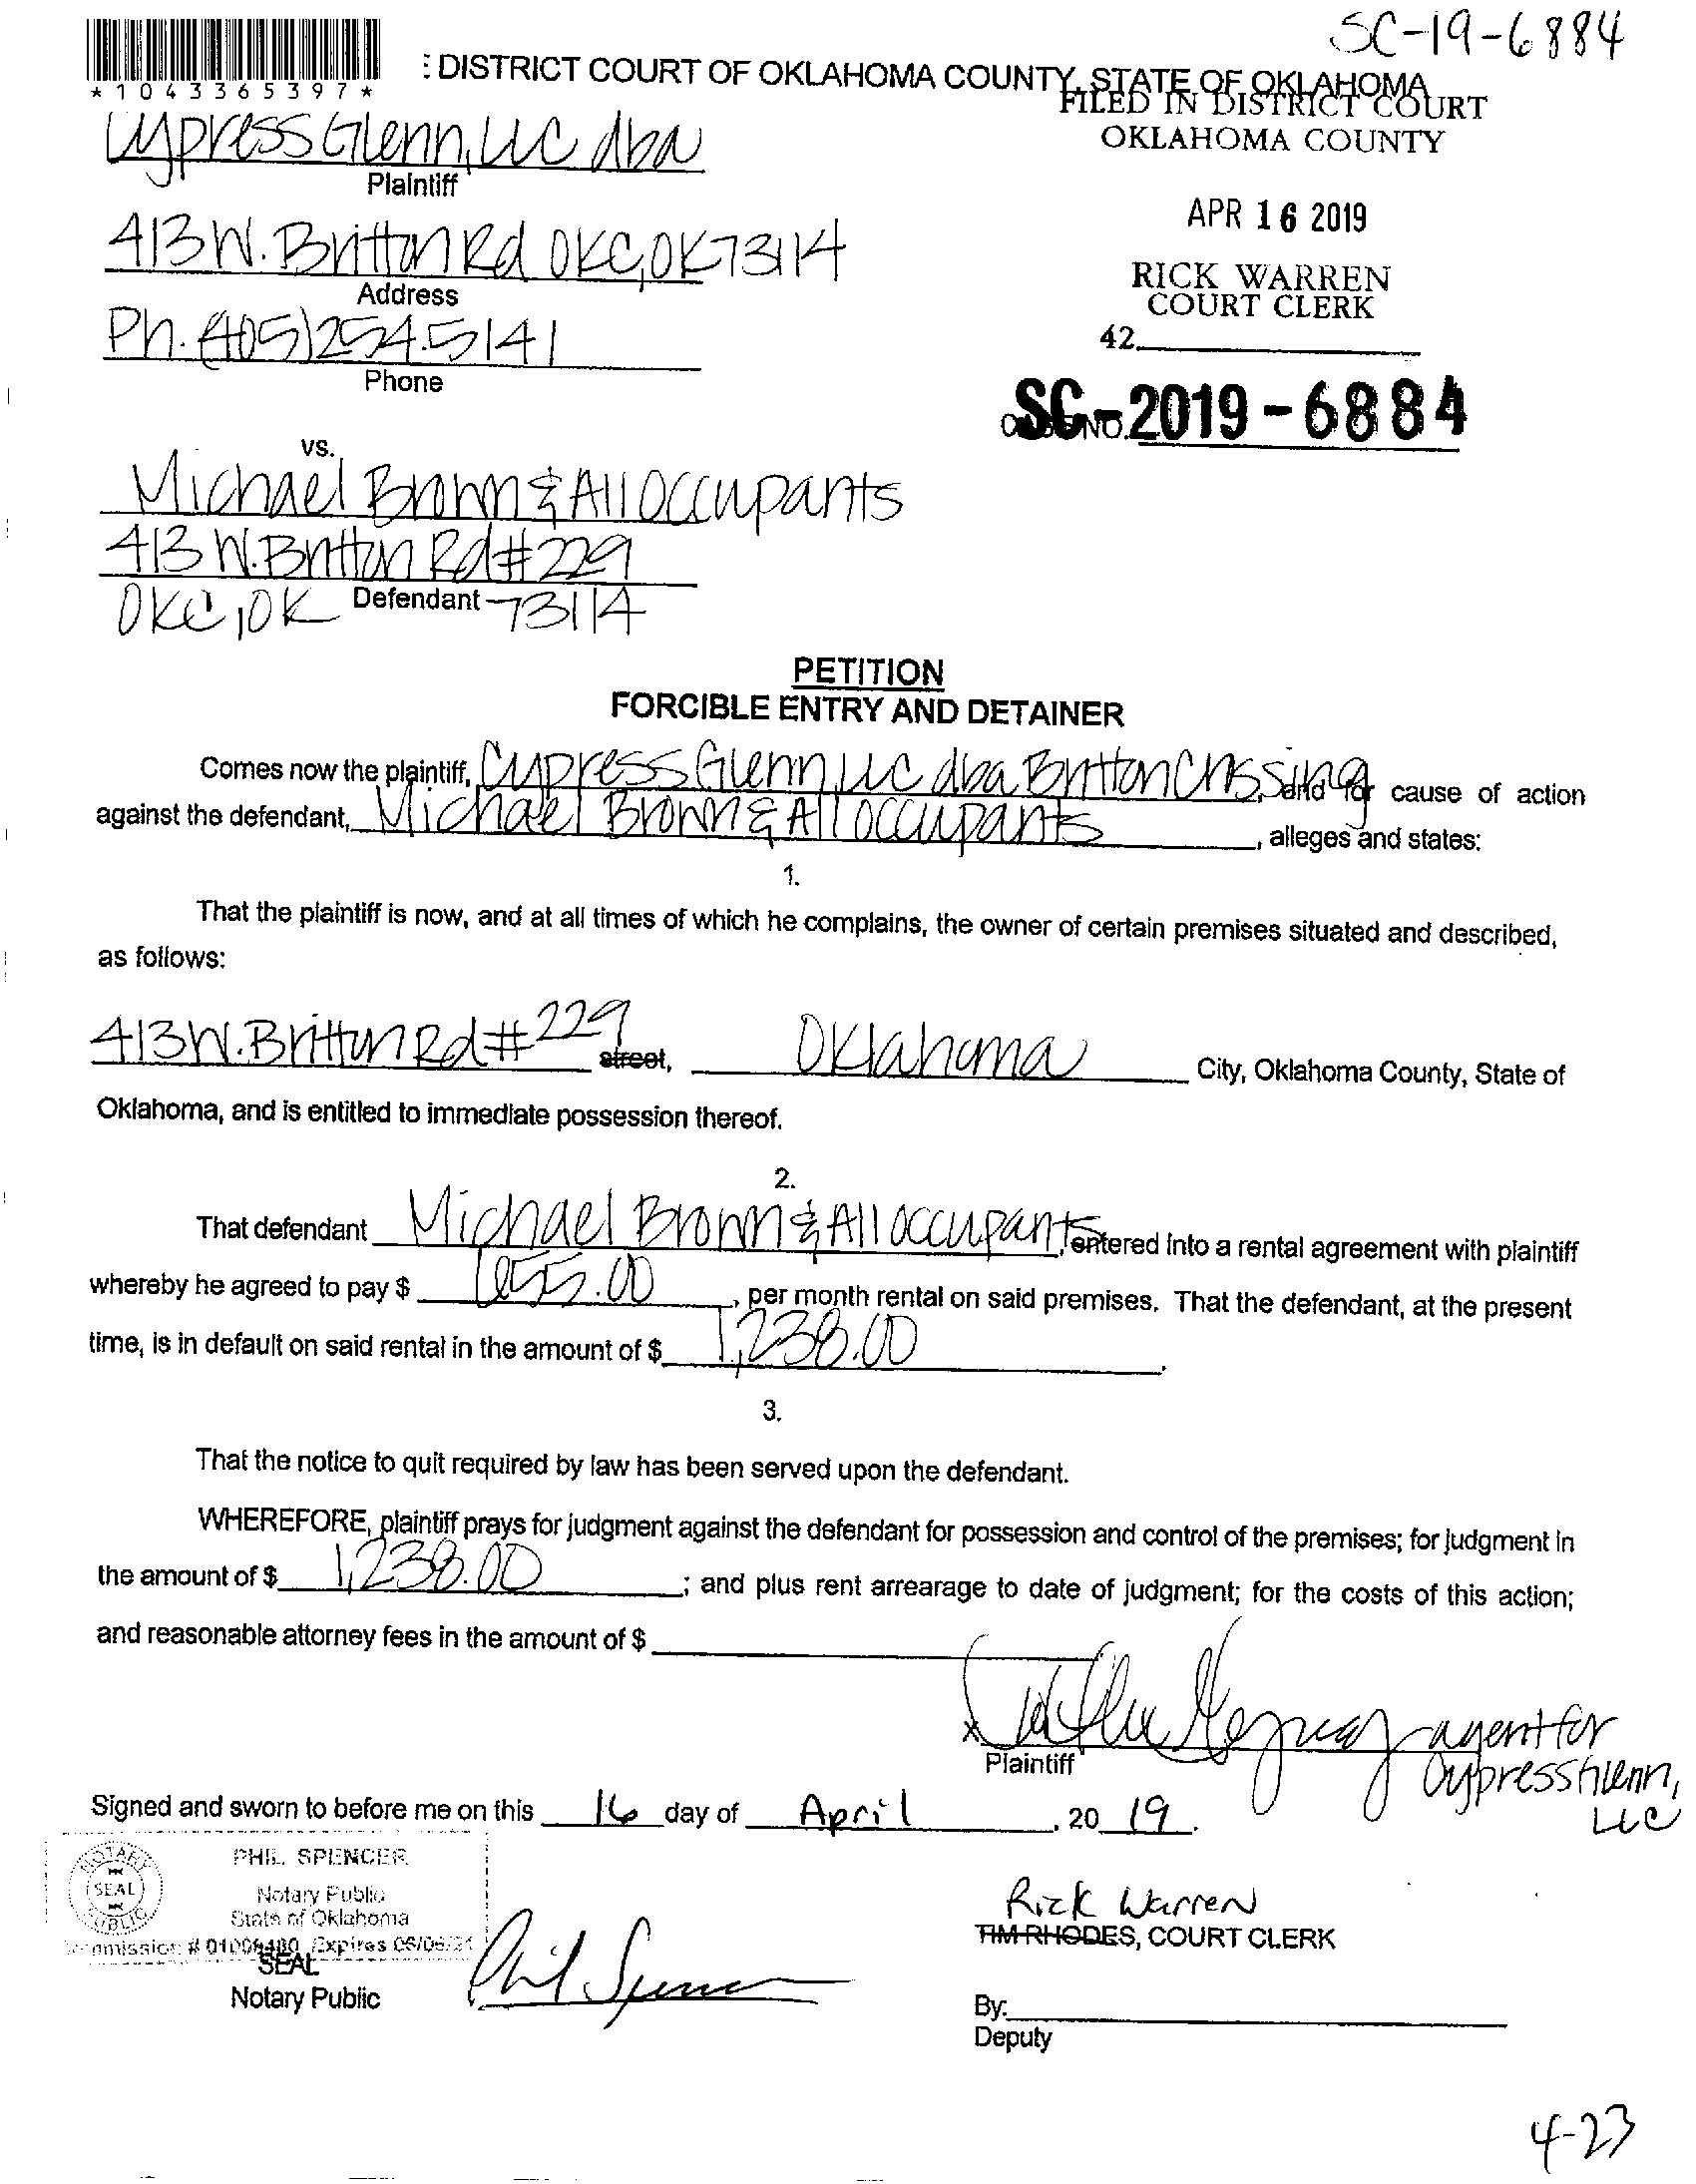 SC-19-6884
*1043365397*
: DISTRICT COURT OF OKLAHOMA COUNTY, STATE OF OKLAHOMA
FILED IN DISTRICT COURT
OKLAHOMA COUNTY
Cypress Glenn, LLC dba
Plaintiff
APR 16 2019
413 W. Britton Rd OKC, OK 73114
Address
RICK WARREN
COURT CLERK
Ph. (405) 254.5141
Phone
42
SC-2019-6884
NO.
vs.
Michael Brown & All Occupants
413 W. Britton Rd #229
OKC, OK Defendant - 73114
PETITION
FORCIBLE ENTRY AND DETAINER
Comes now the plaintiff, Cypress Glenn, LLC dba Britton Crossing, and for cause of action
against the defendant, Michael Brown & All occupants, alleges and states:
1.
That the plaintiff is now, and at all times of which he complains, the owner of certain premises situated and described,
as follows:
413 W. Britton Rd #229 street, Oklahoma City, Oklahoma County, State of
Oklahoma, and is entitled to immediate possession thereof.
2.
That defendant Michael Brown & All occupants, entered into a rental agreement with plaintiff
whereby he agreed to pay $ 655.00, per month rental on said premises. That the defendant, at the present
time, is in default on said rental in the amount of $ 1,238.00.
3.
That the notice to quit required by law has been served upon the defendant.
WHEREFORE, plaintiff prays for judgment against the defendant for possession and control of the premises; for judgment in
the amount of $ 1,238.00; and plus rent arrearage to date of judgment; for the costs of this action;
and reasonable attorney fees in the amount of $
x agent for
Plaintiff Cypress Glenn,
LLC
Signed and sworn to before me on this 16 day of April, 20 19.
NOTARY
SEAL
PUBLIC
PHIL SPENCER
Notary Public
State of Oklahoma
Commission # 01006480 Expires 06/06/21
SEAL
Notary Public
Phil Spencer
Rick Warren
TIM RHODES, COURT CLERK
By:
Deputy
4-23